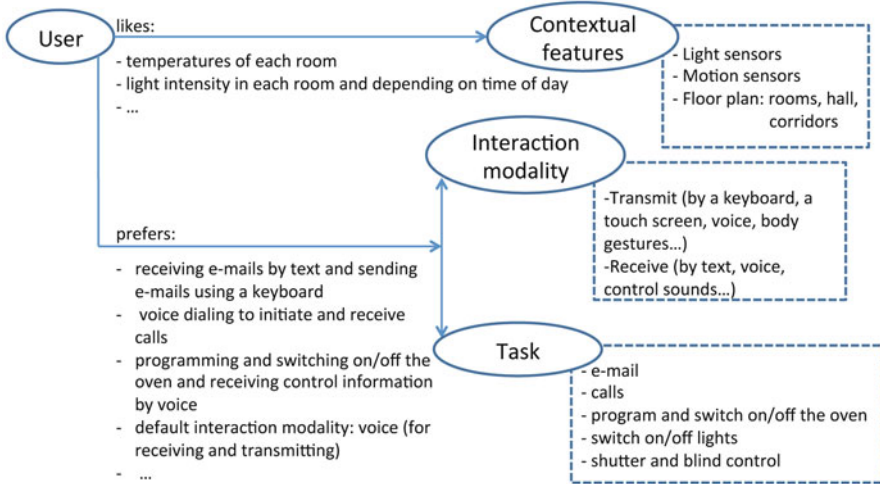 User
likes:
- temperatures of each room
- light intensity in each room and depending on time of day
- ...
Contextual
features
- Light sensors
- Motion sensors
- Floor plan: rooms, hall,
corridors
Interaction
modality
-Transmit (by a keyboard, a
touch screen, voice, body
gestures...)
-Receive (by text, voice,
control sounds...)
prefers:
- receiving e-mails by text and sending
e-mails using a keyboard
- voice dialing to initiate and receive
calls
- programming and switching on/off the
oven and receiving control information
by voice
- default interaction modality: voice (for
receiving and transmitting)
- ...
Task
- e-mail
- calls
- program and switch on/off the oven
- switch on/off lights
- shutter and blind control